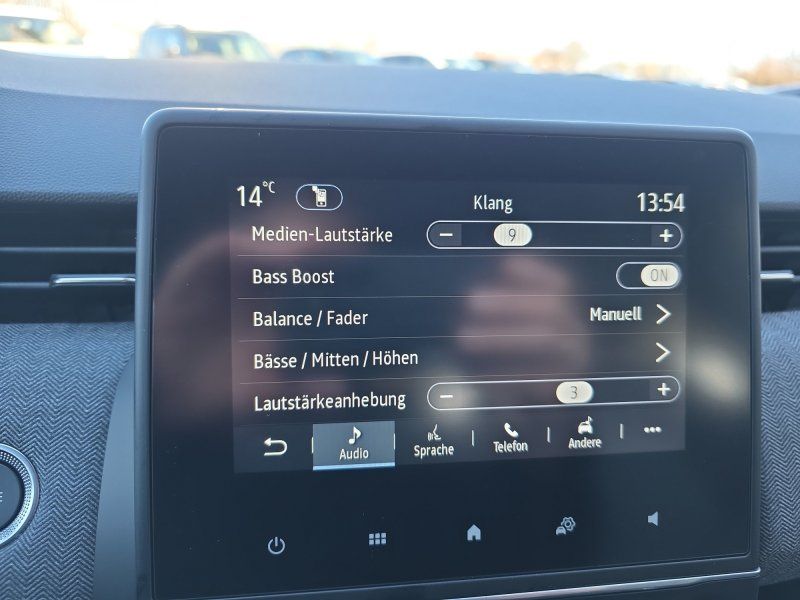 14°C Klang 13:54
Medien-Lautstärke − 9 +
Bass Boost ON
Balance / Fader Manuell >
Bässe / Mitten / Höhen >
Lautstärkeanhebung − 3 +
Audio Sprache Telefon Andere •••